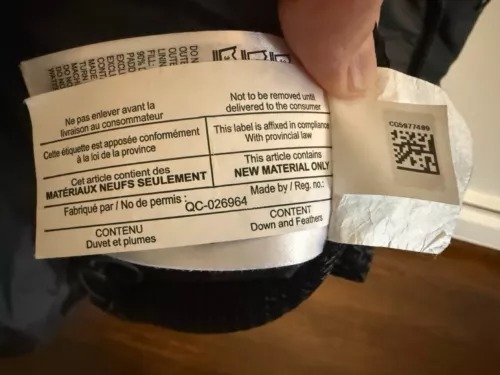 Ne pas enlever avant la
livraison au consommateur
Not to be removed until
delivered to the consumer
Cette étiquette est apposée conformément
à la loi de la province
This label is affixed in compliance
With provincial law
Cet article contient des
MATÉRIAUX NEUFS SEULEMENT
This article contains
NEW MATERIAL ONLY
Fabriqué par / No de permis :
Made by / Reg. no.:
QC-026964
CONTENU
Duvet et plumes
CONTENT
Down and Feathers
CG5977499